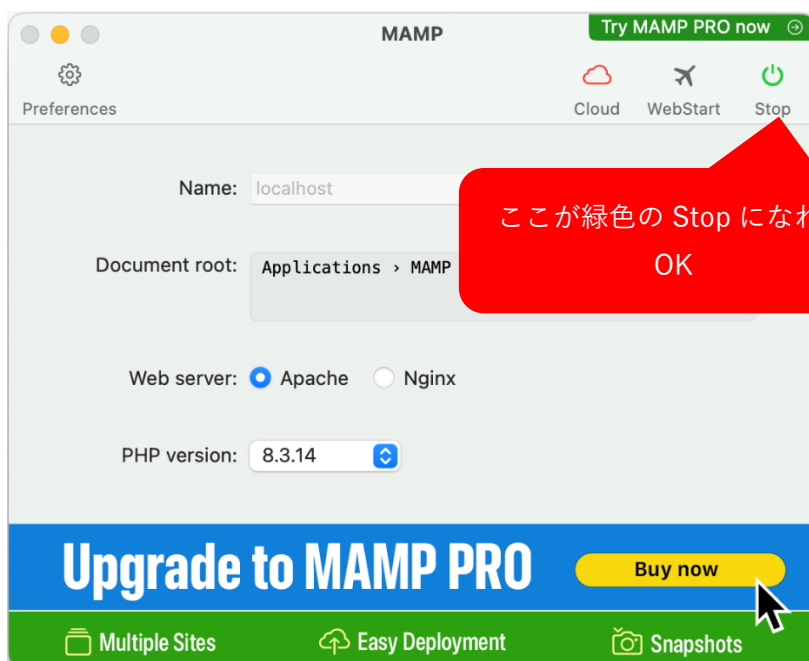 MAMP
Try MAMP PRO now
Preferences
Cloud
WebStart
Stop
Name: localhost
ここが緑色の Stop になれ
OK
Document root: Applications › MAMP
Web server: Apache Nginx
PHP version: 8.3.14
Upgrade to MAMP PRO
Buy now
Multiple Sites
Easy Deployment
Snapshots